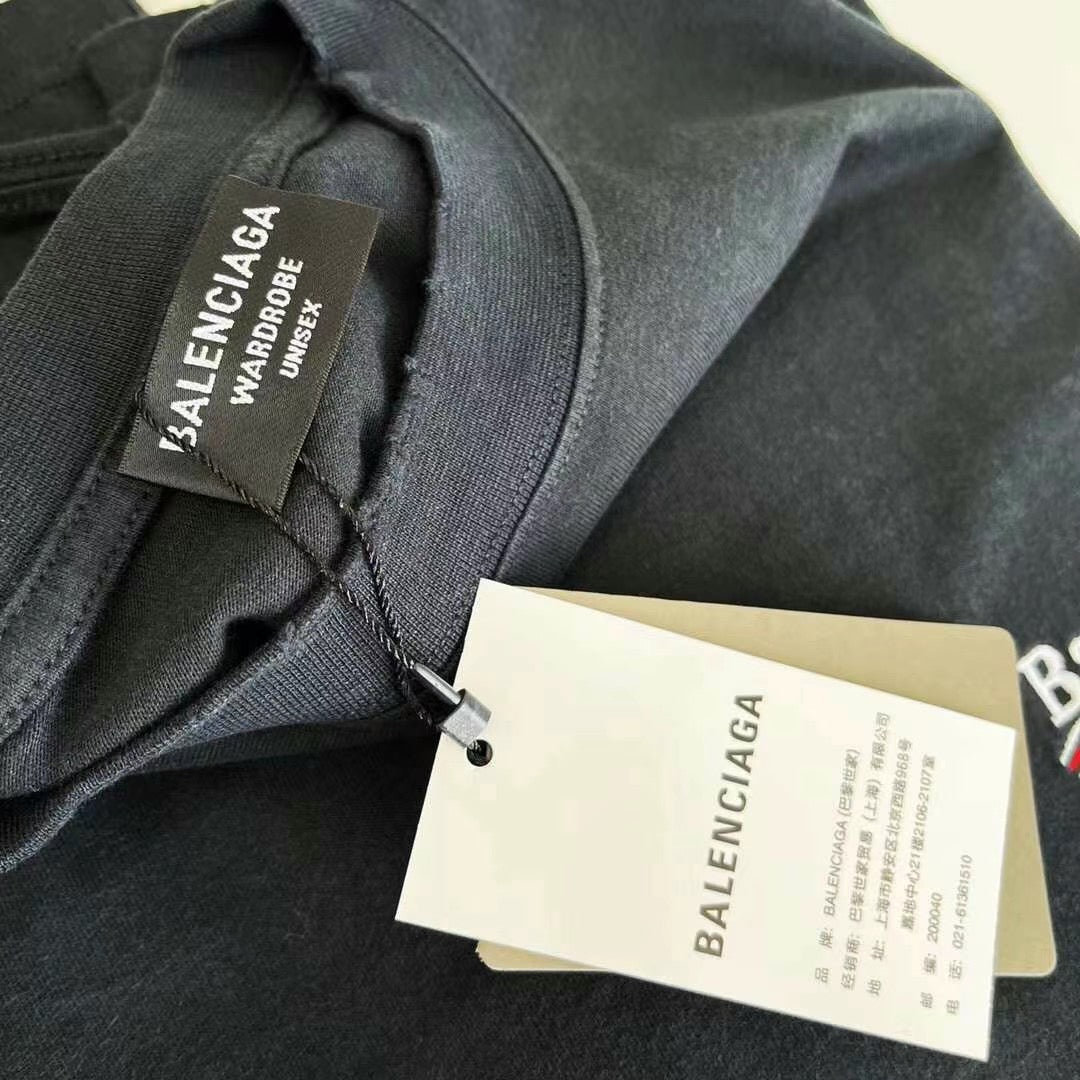 BALENCIAGA
WARDROBE
UNISEX
BALENCIAGA
品 牌: BALENCIAGA (巴黎世家)
经销商: 巴黎世家贸易 (上海) 有限公司
地 址: 上海市静安区北京西路968号
嘉地中心21楼2106-2107室
邮 编: 200040
电 话: 021-61361510
B